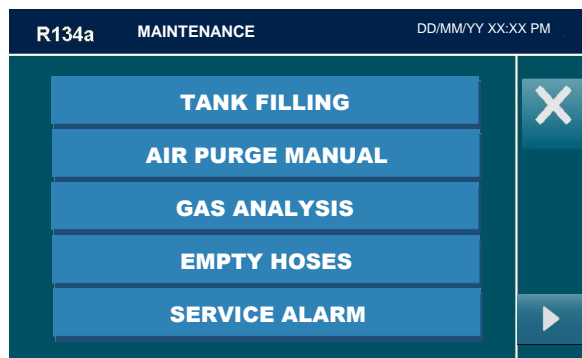 R134a MAINTENANCE DD/MM/YY XX:XX PM
TANK FILLING
AIR PURGE MANUAL
GAS ANALYSIS
EMPTY HOSES
SERVICE ALARM